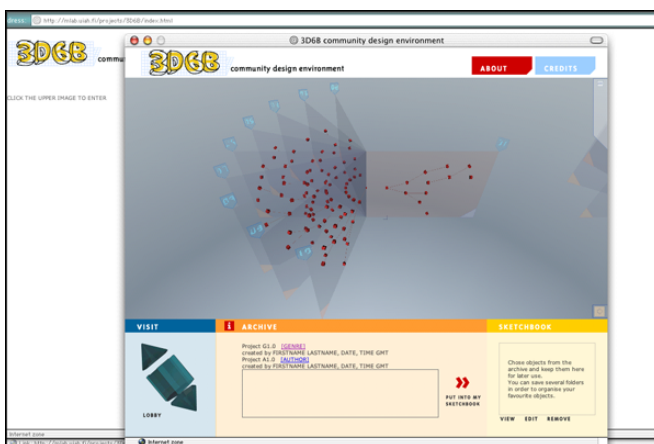 dress: http://mlab.uiah.fi/projects/3D6B/index.html
3D6B community design environment
3D6B commu
3D6B community design environment
ABOUT
CREDITS
CLICK THE UPPER IMAGE TO ENTER
VISIT
i ARCHIVE
SKETCHBOOK
Project G1.0 [GENRE]
created by FIRSTNAME LASTNAME, DATE, TIME GMT
Project A1.0 [AUTHOR]
created by FIRSTNAME LASTNAME, DATE, TIME GMT
Chose objects from the
archive and keep them here
for later use.
You can save several folders
in order to organise your
favourite objects.
PUT INTO MY
SKETCHBOOK
LOBBY
VIEW EDIT REMOVE
Internet zone
Internet zone